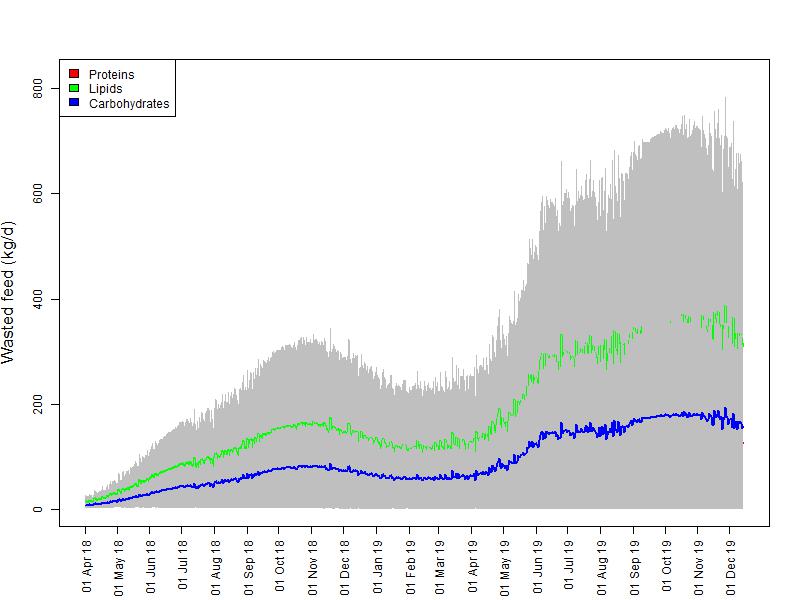 Proteins
Lipids
Carbohydrates
Wasted feed (kg/d)
800
600
400
200
0
01 Apr 18
01 May 18
01 Jun 18
01 Jul 18
01 Aug 18
01 Sep 18
01 Oct 18
01 Nov 18
01 Dec 18
01 Jan 19
01 Feb 19
01 Mar 19
01 Apr 19
01 May 19
01 Jun 19
01 Jul 19
01 Aug 19
01 Sep 19
01 Oct 19
01 Nov 19
01 Dec 19